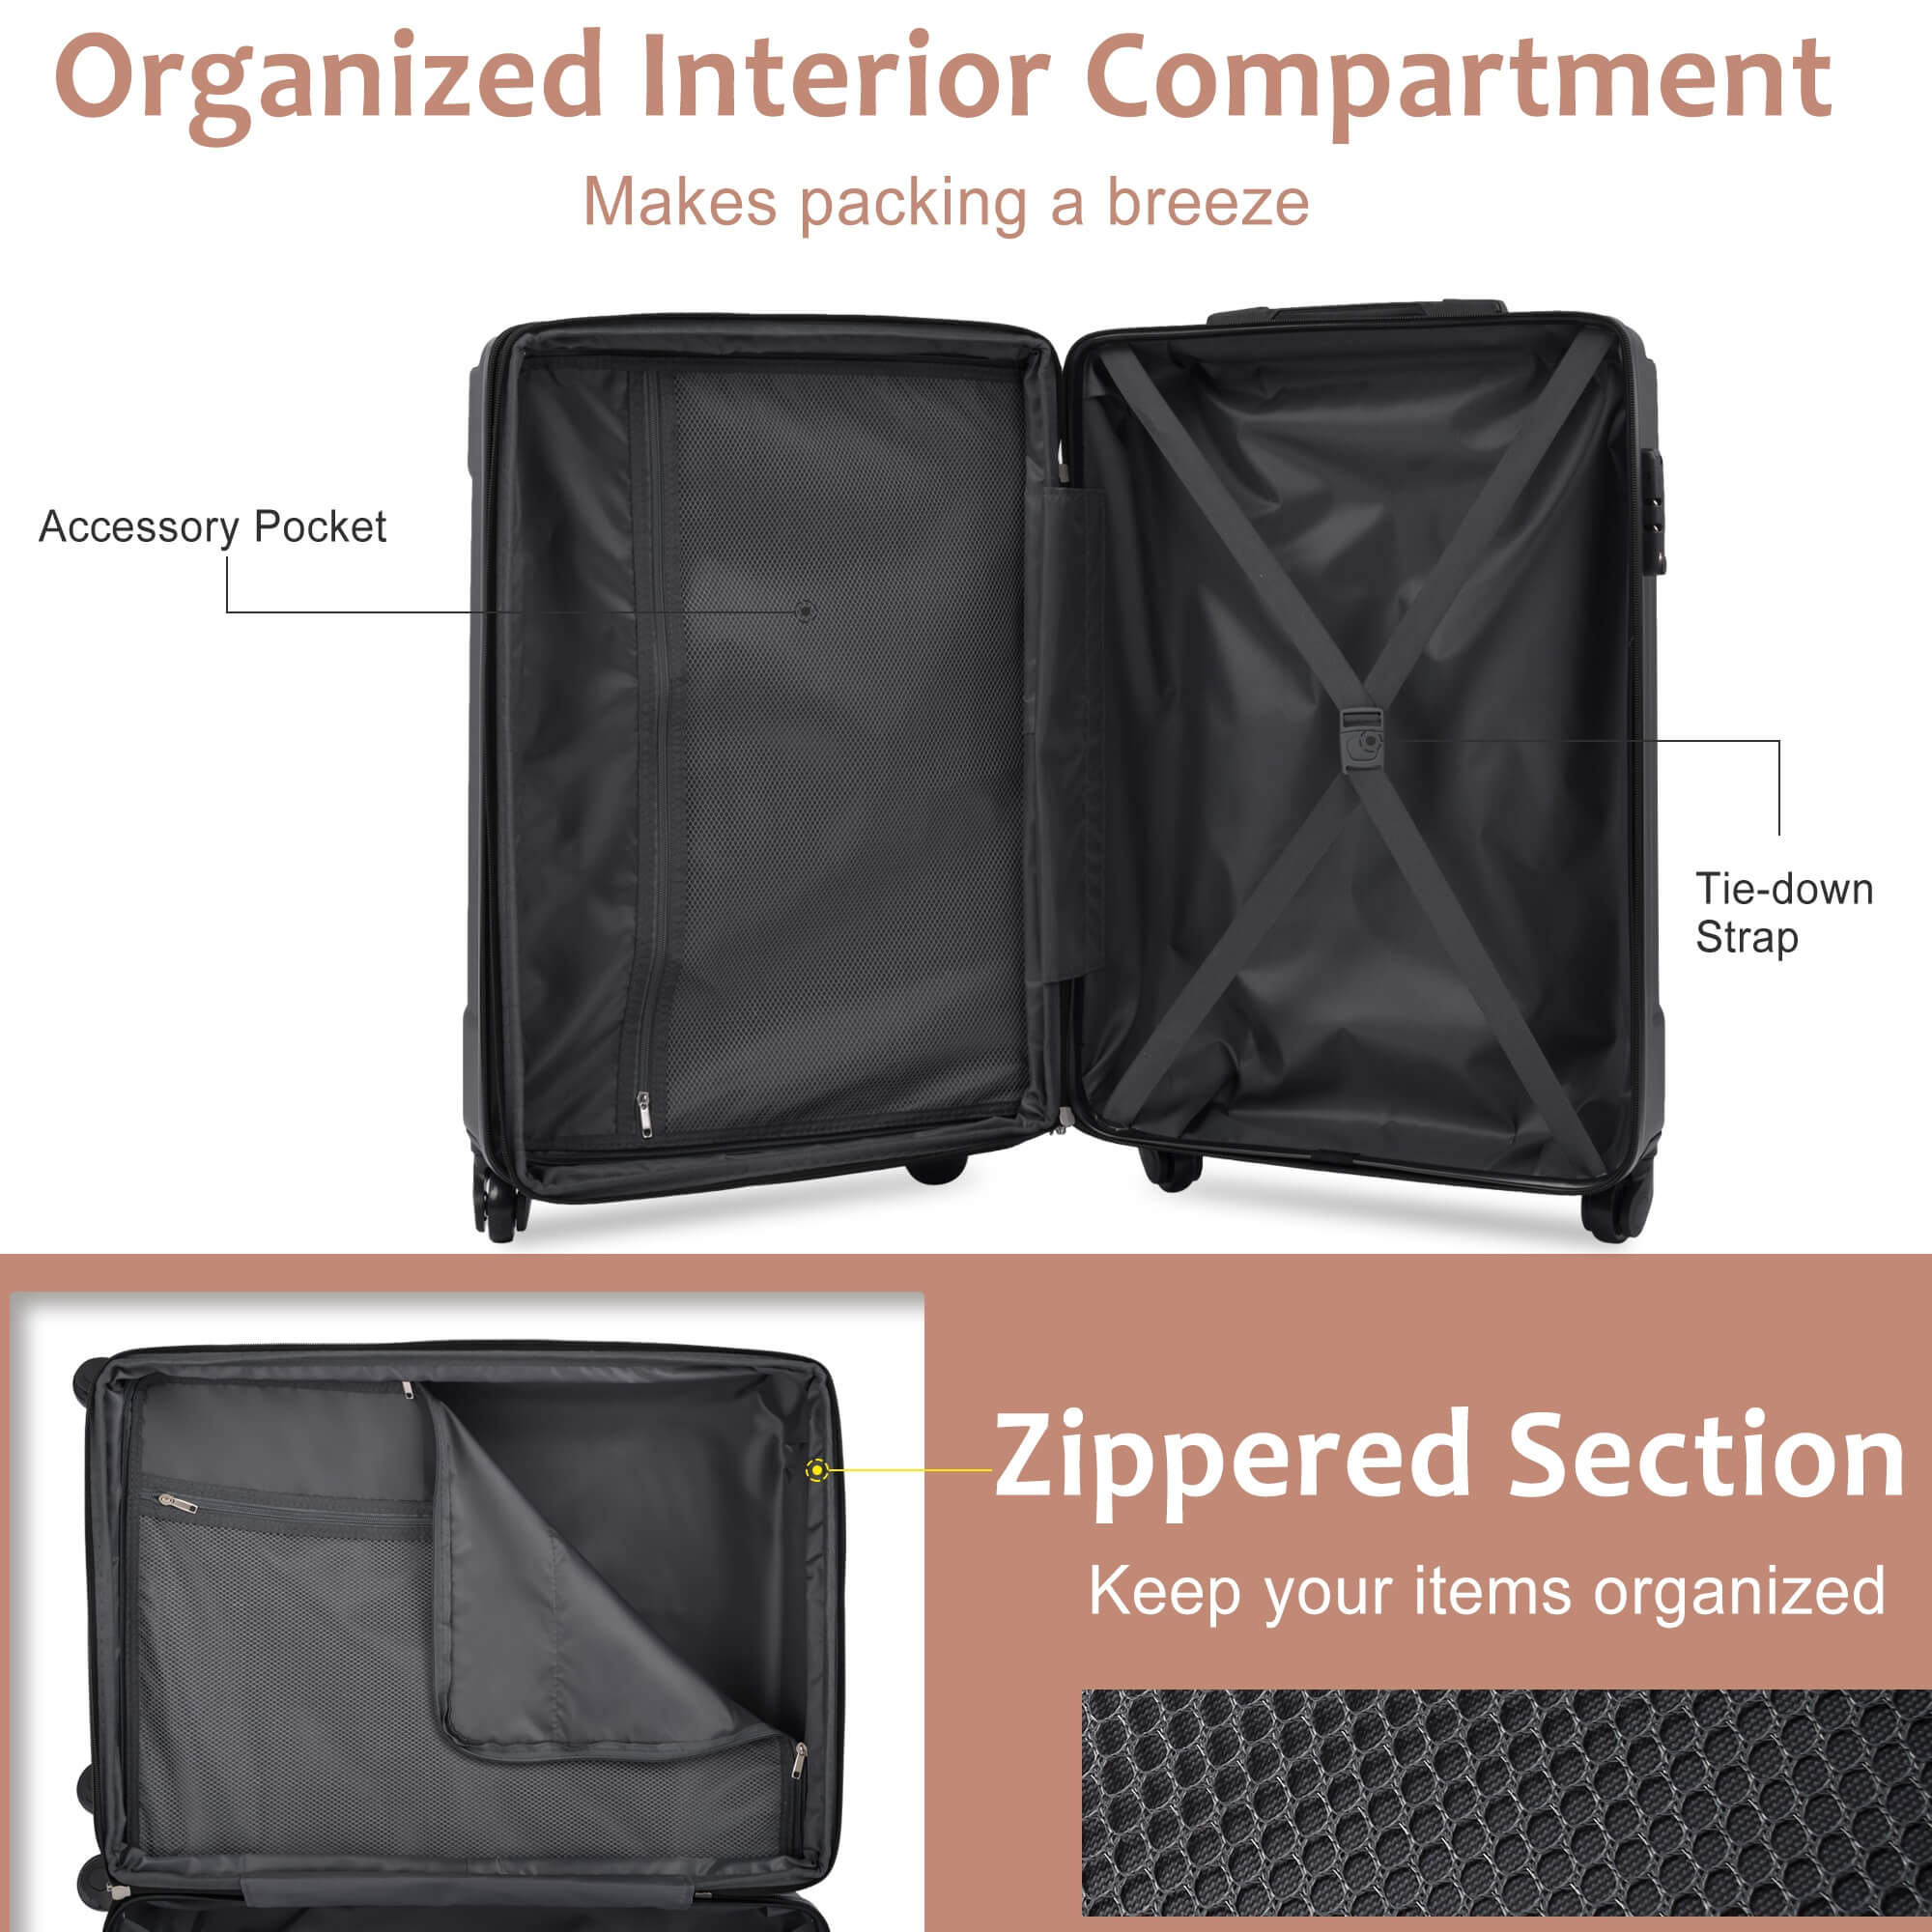 Organized Interior Compartment
Makes packing a breeze
Accessory Pocket
Tie-down
Strap
Zippered Section
Keep your items organized